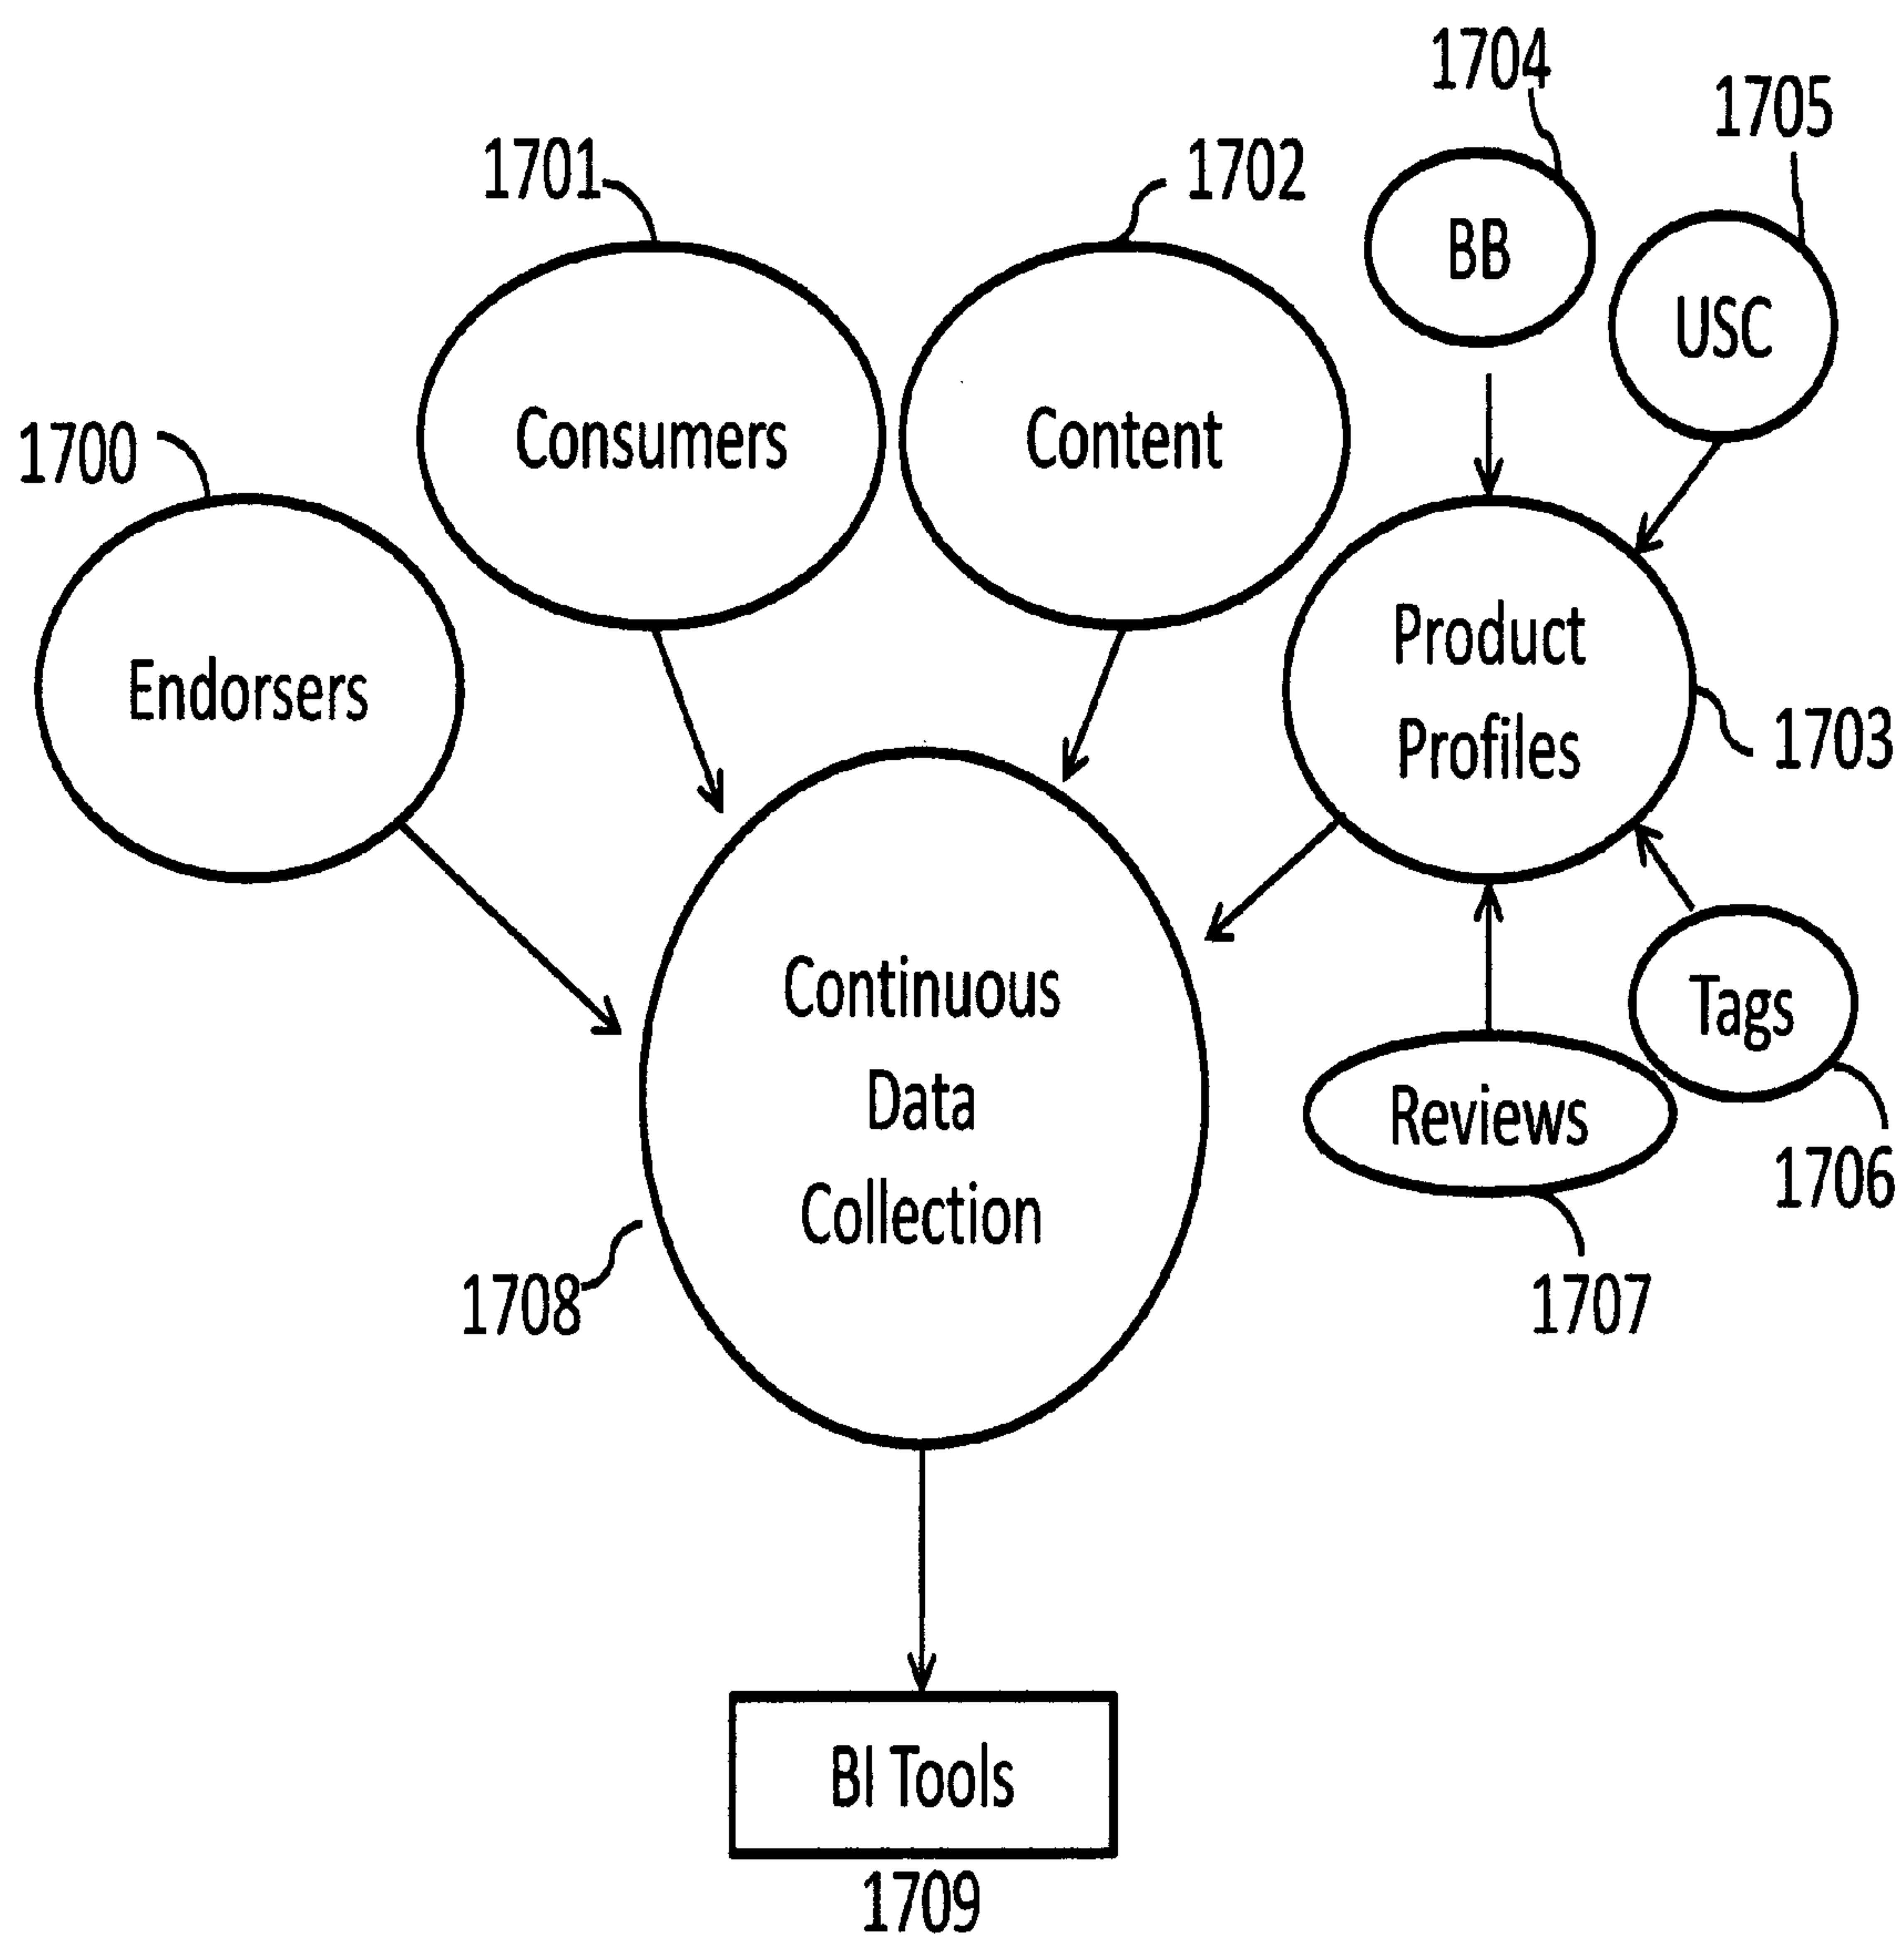 1704
1705
1701
1702
BB
USC
Consumers
Content
1700
Endorsers
Product
Profiles
1703
Continuous
Data
Collection
Tags
Reviews
1706
1708
1707
BI Tools
1709